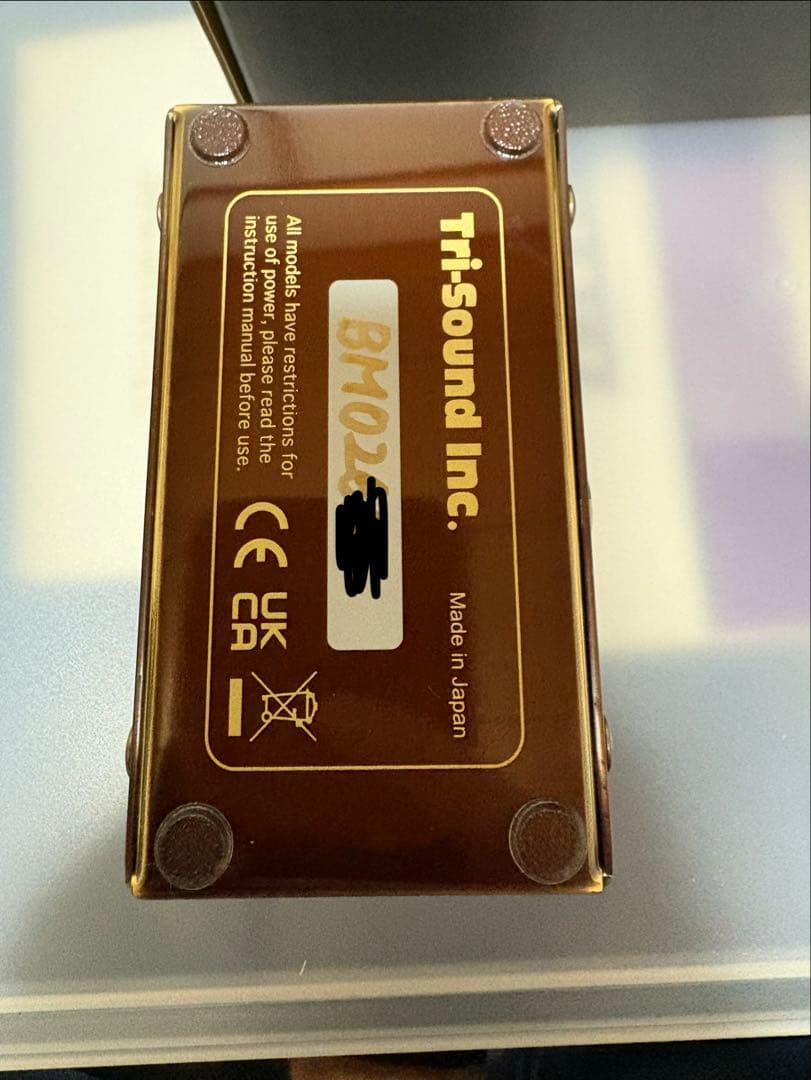 Tri-Sound Inc.
Made in Japan
BM02
All models have restrictions for
use of power, please read the
instruction manual before use.
CE
UK
CA